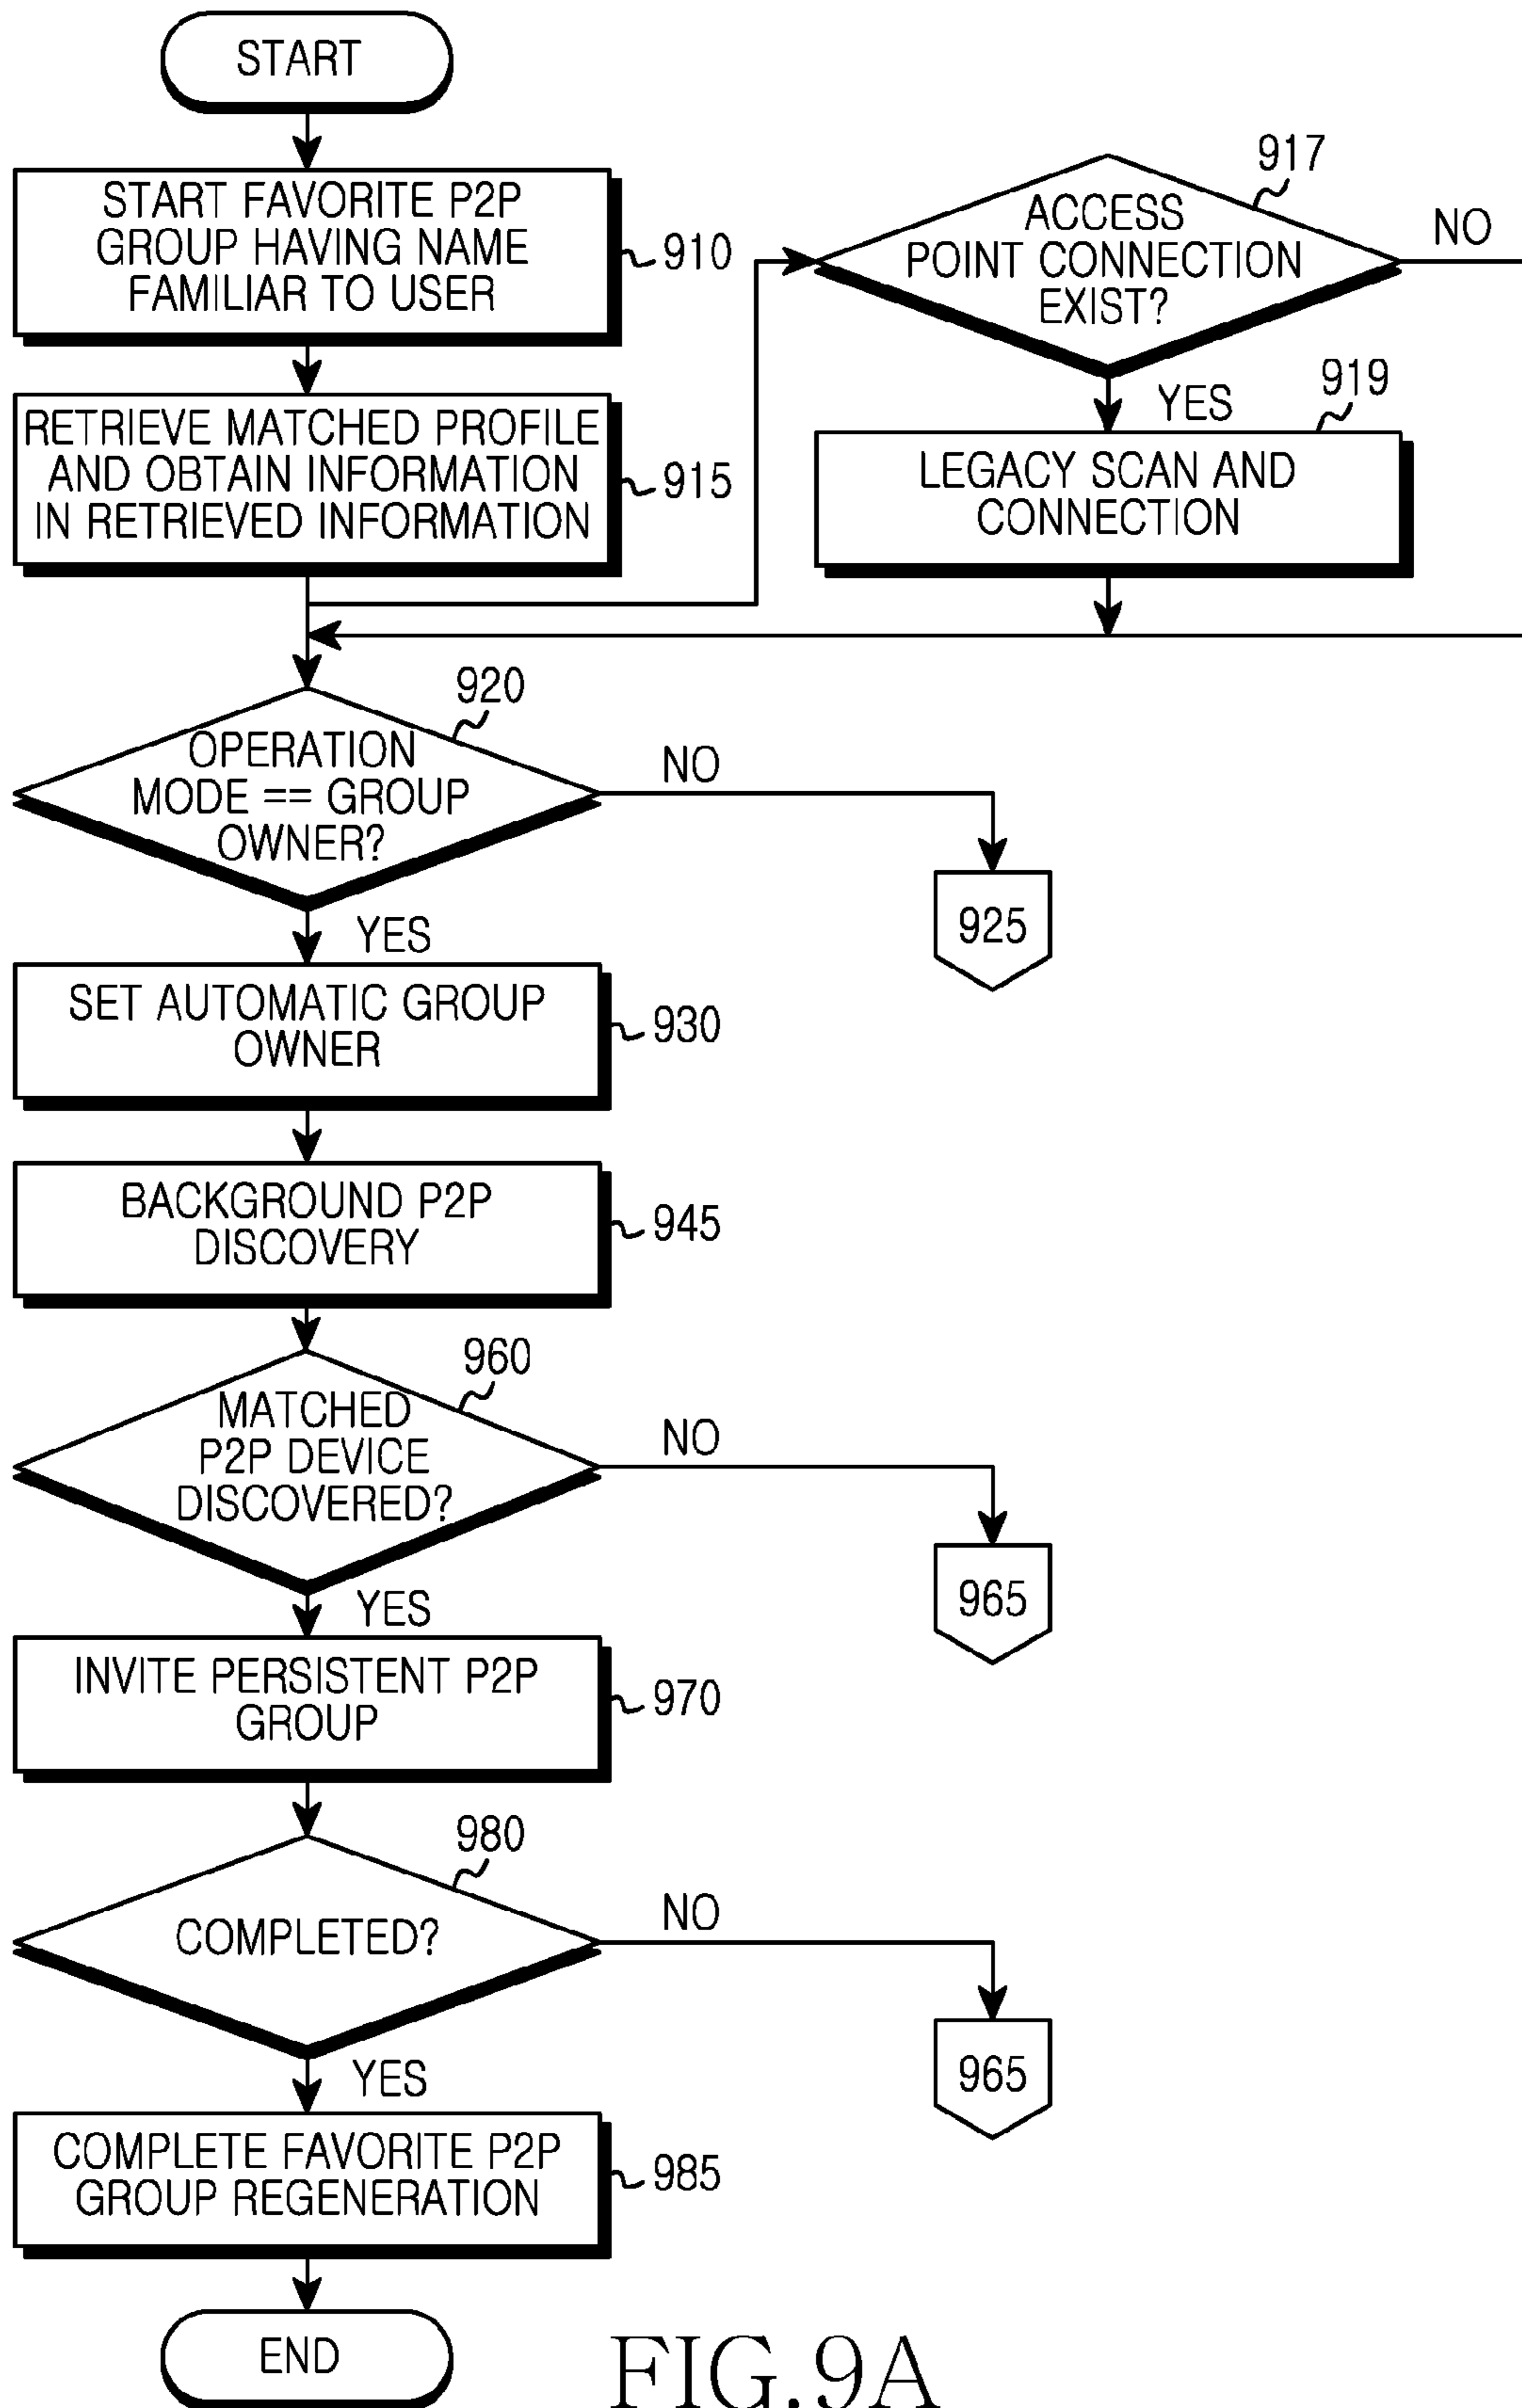 START
START FAVORITE P2P
GROUP HAVING NAME
FAMILIAR TO USER
910
RETRIEVE MATCHED PROFILE
AND OBTAIN INFORMATION
IN RETRIEVED INFORMATION
915
917
ACCESS
POINT CONNECTION
EXIST?
NO
YES
919
LEGACY SCAN AND
CONNECTION
920
OPERATION
MODE == GROUP
OWNER?
NO
925
YES
SET AUTOMATIC GROUP
OWNER
930
BACKGROUND P2P
DISCOVERY
945
960
MATCHED
P2P DEVICE
DISCOVERED?
NO
965
YES
INVITE PERSISTENT P2P
GROUP
970
980
COMPLETED?
NO
965
YES
COMPLETE FAVORITE P2P
GROUP REGENERATION
985
END
FIG.9A